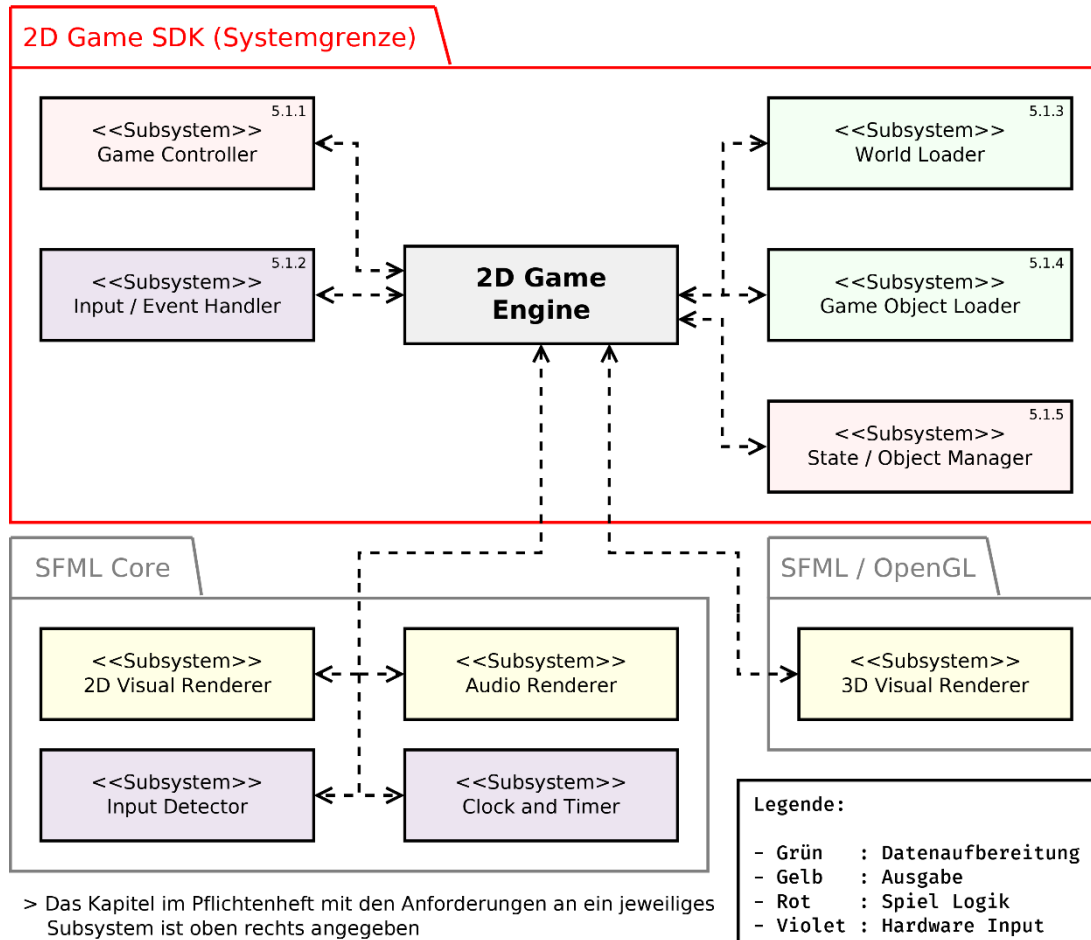 2D Game SDK (Systemgrenze)
5.1.1
<<Subsystem>>
Game Controller
5.1.3
<<Subsystem>>
World Loader
5.1.2
<<Subsystem>>
Input / Event Handler
2D Game
Engine
5.1.4
<<Subsystem>>
Game Object Loader
5.1.5
<<Subsystem>>
State / Object Manager
SFML Core
<<Subsystem>>
2D Visual Renderer
<<Subsystem>>
Audio Renderer
<<Subsystem>>
Input Detector
<<Subsystem>>
Clock and Timer
SFML / OpenGL
<<Subsystem>>
3D Visual Renderer
Legende:
- Grün : Datenaufbereitung
- Gelb : Ausgabe
- Rot : Spiel Logik
- Violet : Hardware Input
> Das Kapitel im Pflichtenheft mit den Anforderungen an ein jeweiliges
Subsystem ist oben rechts angegeben